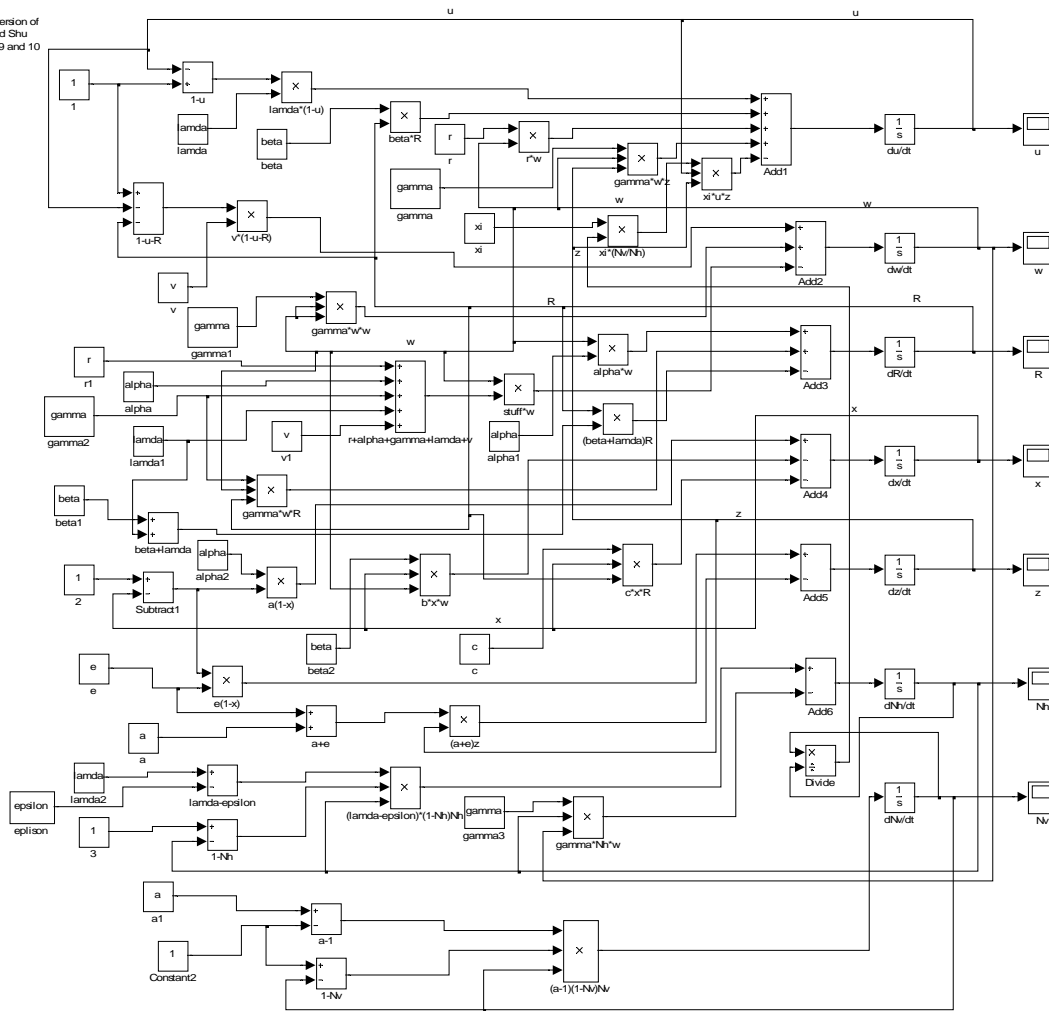 ersion of
d Shu
9 and 10
u
u
1
1
1-u
lamda
lamda
lamda*(1-u)
beta
beta
beta*R
r
r
r*w
gamma
gamma
gamma*w*z
xi*u*z
Add1
1
s
du/dt
u
1-u-R
v*(1-u-R)
v
v
xi
xi
xi*(Nv/Nh)
z
w
w
Add2
1
s
dw/dt
w
gamma
gamma1
gamma*w*w
R
R
w
r
r1
alpha
alpha
gamma
gamma2
lamda
lamda1
v
v1
r+alpha+gamma+lamda+v
stuff*w
alpha
alpha1
alpha*w
(beta+lamda)R
Add3
1
s
dR/dt
R
x
gamma*w*R
Add4
1
s
dx/dt
x
beta
beta1
beta+lamda
z
1
2
Subtract1
alpha
alpha2
a(1-x)
b*x*w
c*x*R
Add5
1
s
dz/dt
z
x
beta
beta2
c
c
e
e
e(1-x)
a
a
a+e
(a+e)z
Add6
1
s
dNh/dt
Nh
Divide
lamda
lamda2
epsilon
eplison
lamda-epsilon
1
3
1-Nh
(lamda-epsilon)*(1-Nh)Nh
gamma
gamma3
gamma*Nh*w
1
s
dNv/dt
Nv
a
a1
1
Constant2
a-1
1-Nv
(a-1)(1-Nv)Nv